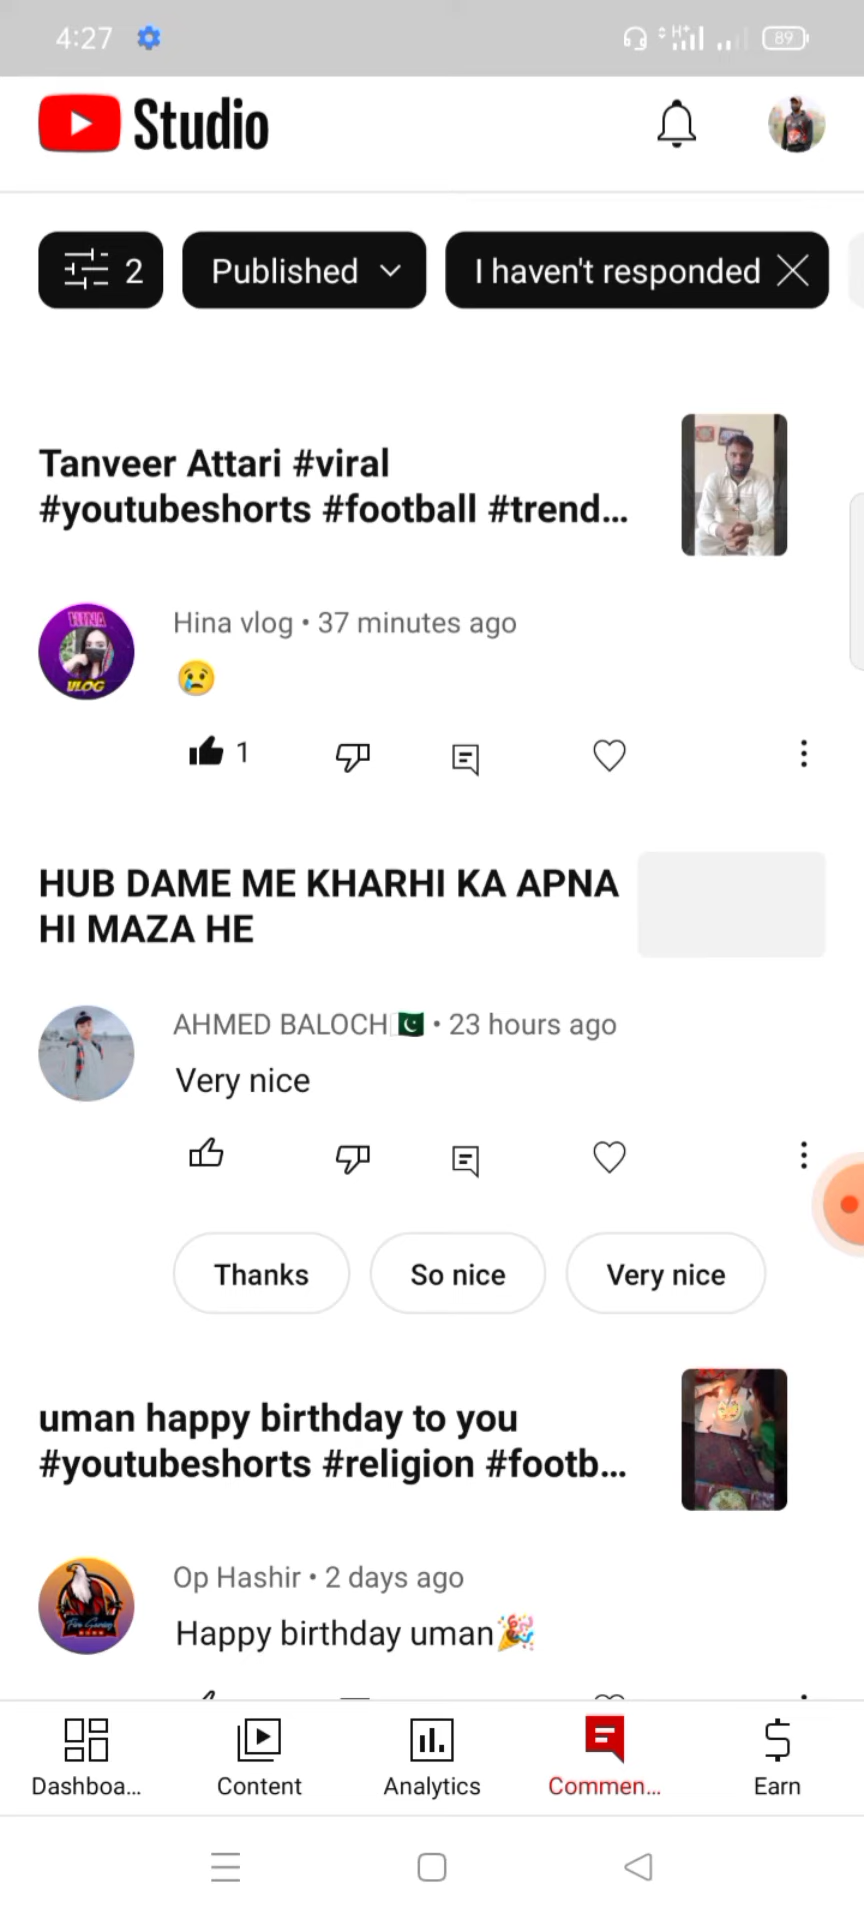 4:27
H+
89
Studio
2
Published
I haven't responded
Tanveer Attari #viral
#youtubeshorts #football #trend...
Hina vlog • 37 minutes ago
HINA
VLOG
😢
1
HUB DAME ME KHARHI KA APNA
HI MAZA HE
AHMED BALOCH🇵🇰 • 23 hours ago
Very nice
Thanks
So nice
Very nice
uman happy birthday to you
#youtubeshorts #religion #footb...
Op Hashir • 2 days ago
Happy birthday uman🎉
Dashboa...
Content
Analytics
Commen...
Earn